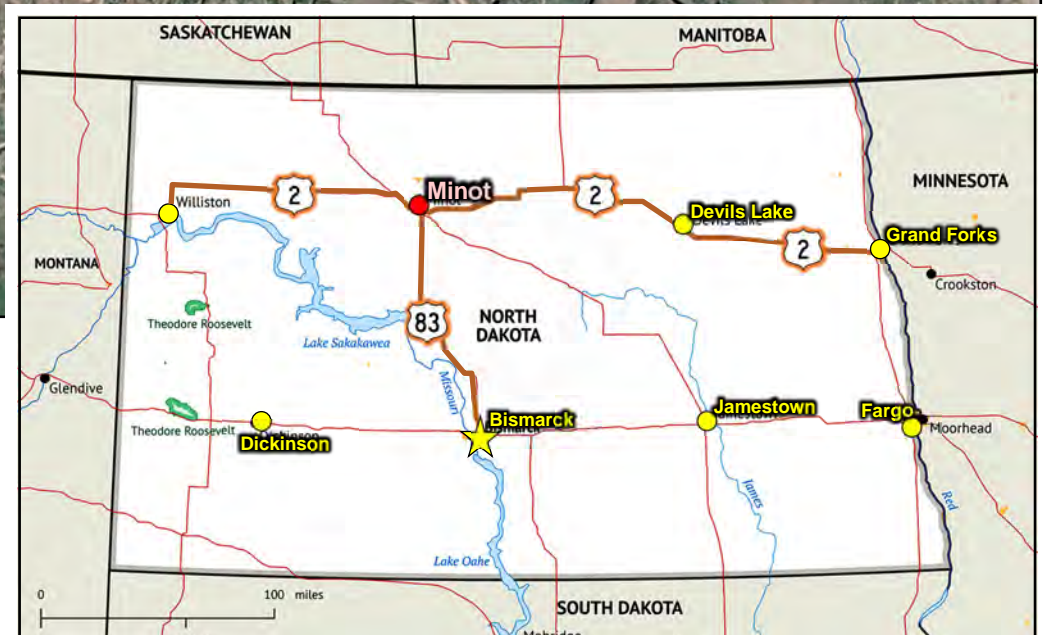 SASKATCHEWAN
MANITOBA
2
Minot
2
MINNESOTA
Williston
Devils Lake
2
Grand Forks
MONTANA
Crookston
83
NORTH
DAKOTA
Theodore Roosevelt
Lake Sakakawea
Glendive
Missouri
Bismarck
Jamestown
Fargo
Moorhead
Theodore Roosevelt
Dickinson
James
Red
Lake Oahe
0
100 miles
SOUTH DAKOTA